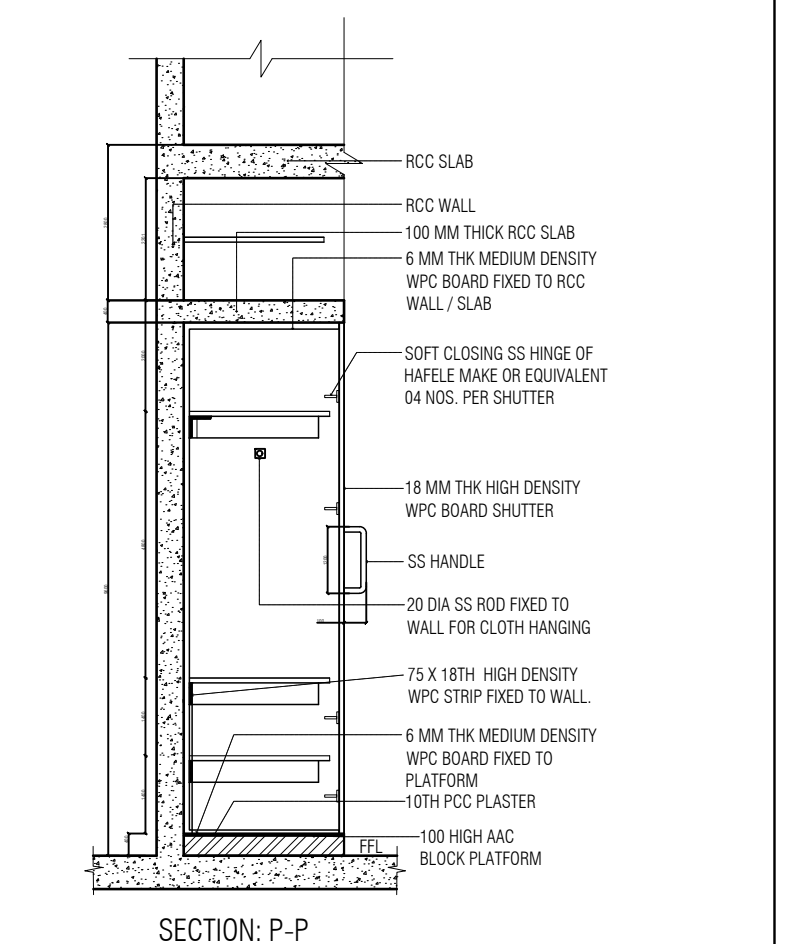 RCC SLAB
RCC WALL
100 MM THICK RCC SLAB
6 MM THK MEDIUM DENSITY
WPC BOARD FIXED TO RCC
WALL / SLAB
SOFT CLOSING SS HINGE OF
HAFELE MAKE OR EQUIVALENT
04 NOS. PER SHUTTER
18 MM THK HIGH DENSITY
WPC BOARD SHUTTER
SS HANDLE
20 DIA SS ROD FIXED TO
WALL FOR CLOTH HANGING
75 X 18TH HIGH DENSITY
WPC STRIP FIXED TO WALL.
6 MM THK MEDIUM DENSITY
WPC BOARD FIXED TO
PLATFORM
10TH PCC PLASTER
100 HIGH AAC
BLOCK PLATFORM
FFL
SECTION: P-P